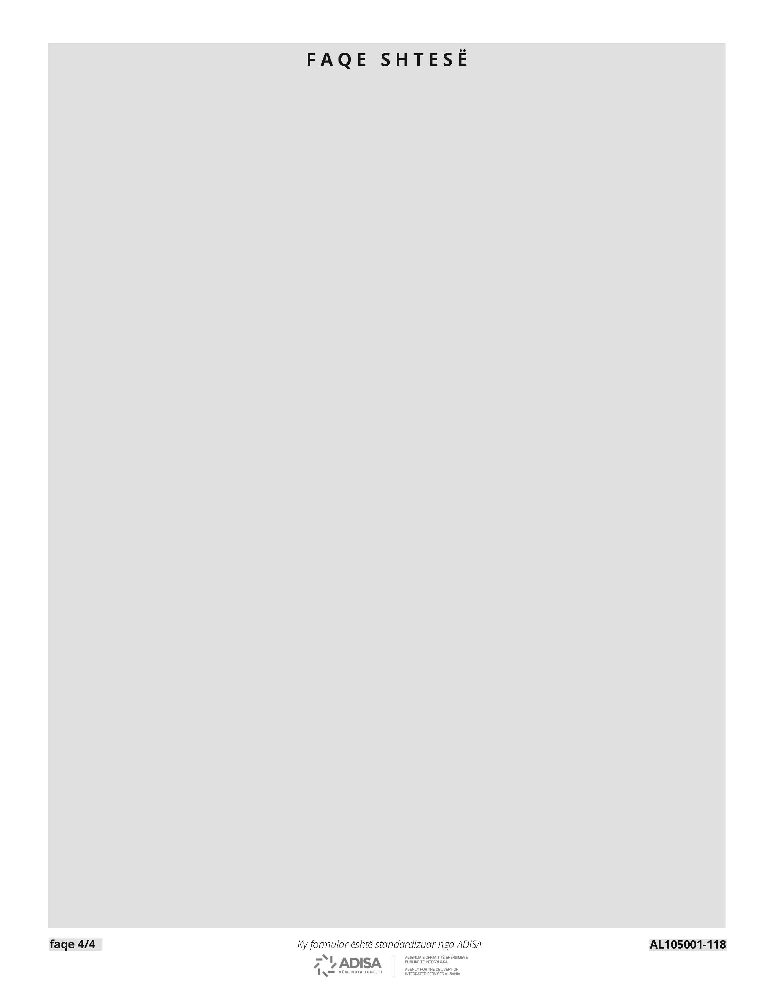 FAQE SHTESË
faqe 4/4
Ky formular është standardizuar nga ADISA
AL105001-118
ADISA
VËMENDJA JONË, TI
AGJENCIA E OFRIMIT TË SHËRBIMEVE
PUBLIKE TË INTEGRUARA
AGENCY FOR THE DELIVERY OF
INTEGRATED SERVICES ALBANIA